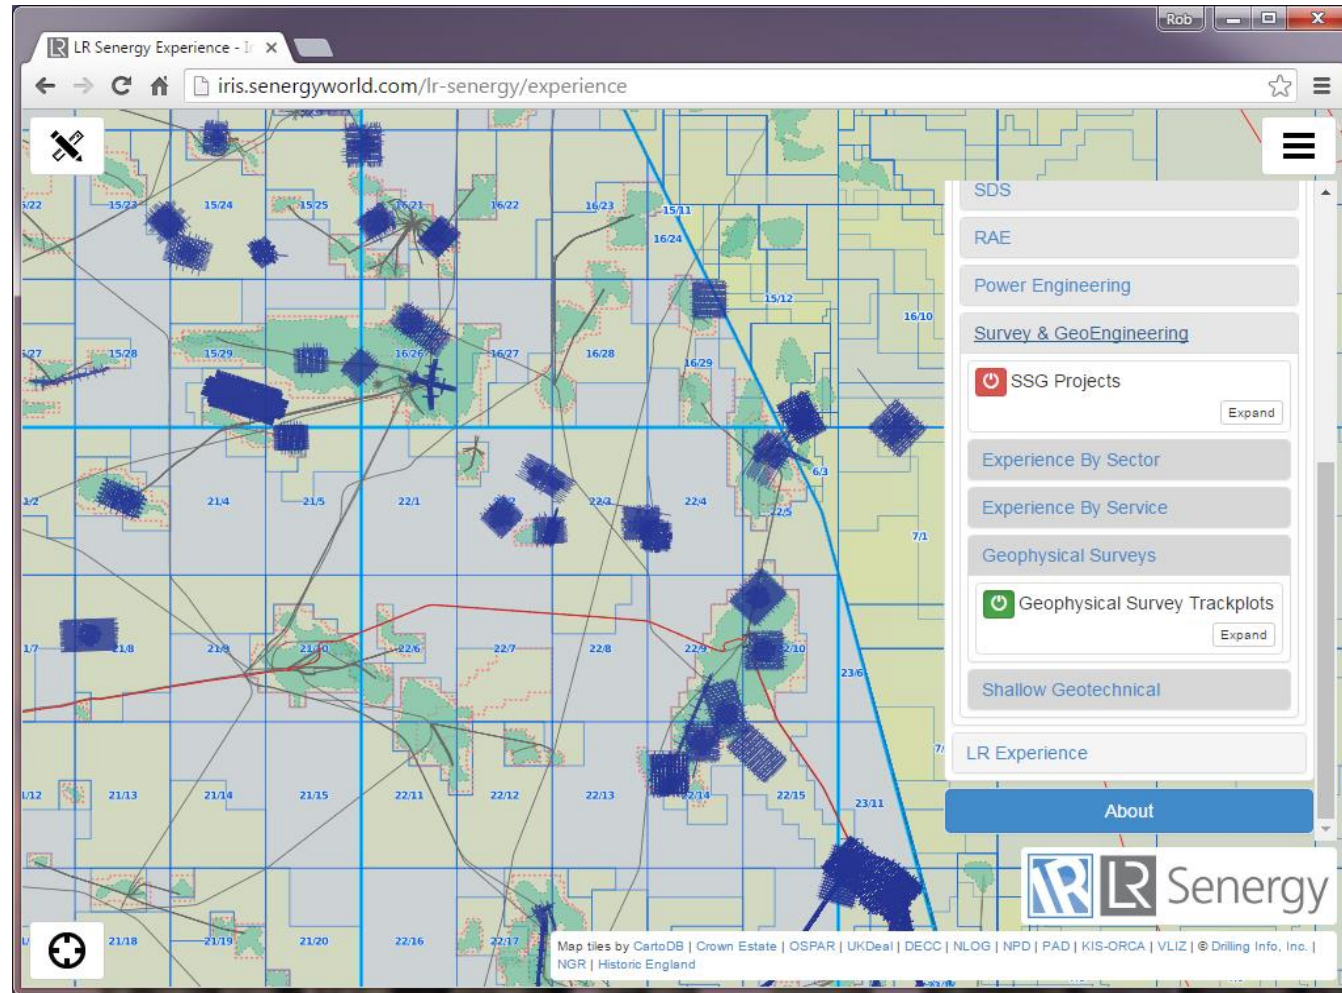 Rob
LR Senergy Experience - Ir
iris.senergyworld.com/lr-senergy/experience
SDS
RAE
Power Engineering
Survey & GeoEngineering
SSG Projects
Expand
Experience By Sector
Experience By Service
Geophysical Surveys
Geophysical Survey Trackplots
Expand
Shallow Geotechnical
LR Experience
About
15/23 15/24 15/25 16/21 16/22 16/23 15/11
16/24
15/12
16/10
15/28 15/29 16/26 16/27 16/28 16/29
6/3
21/4 21/5 22/1 22/3 22/4 22/5
7/1
21/8 21/9 21/10 22/6 22/7 22/8 22/9 23/6
21/13 21/14 21/15 22/11 22/12 22/13 22/14 22/15 23/11
21/18 21/19 21/20 22/16 22/17
IR LR Senergy
Map tiles by CartoDB | Crown Estate | OSPAR | UKDeal | DECC | NLOG | NPD | PAD | KIS-ORCA | VLIZ | © Drilling Info, Inc. |
NGR | Historic England